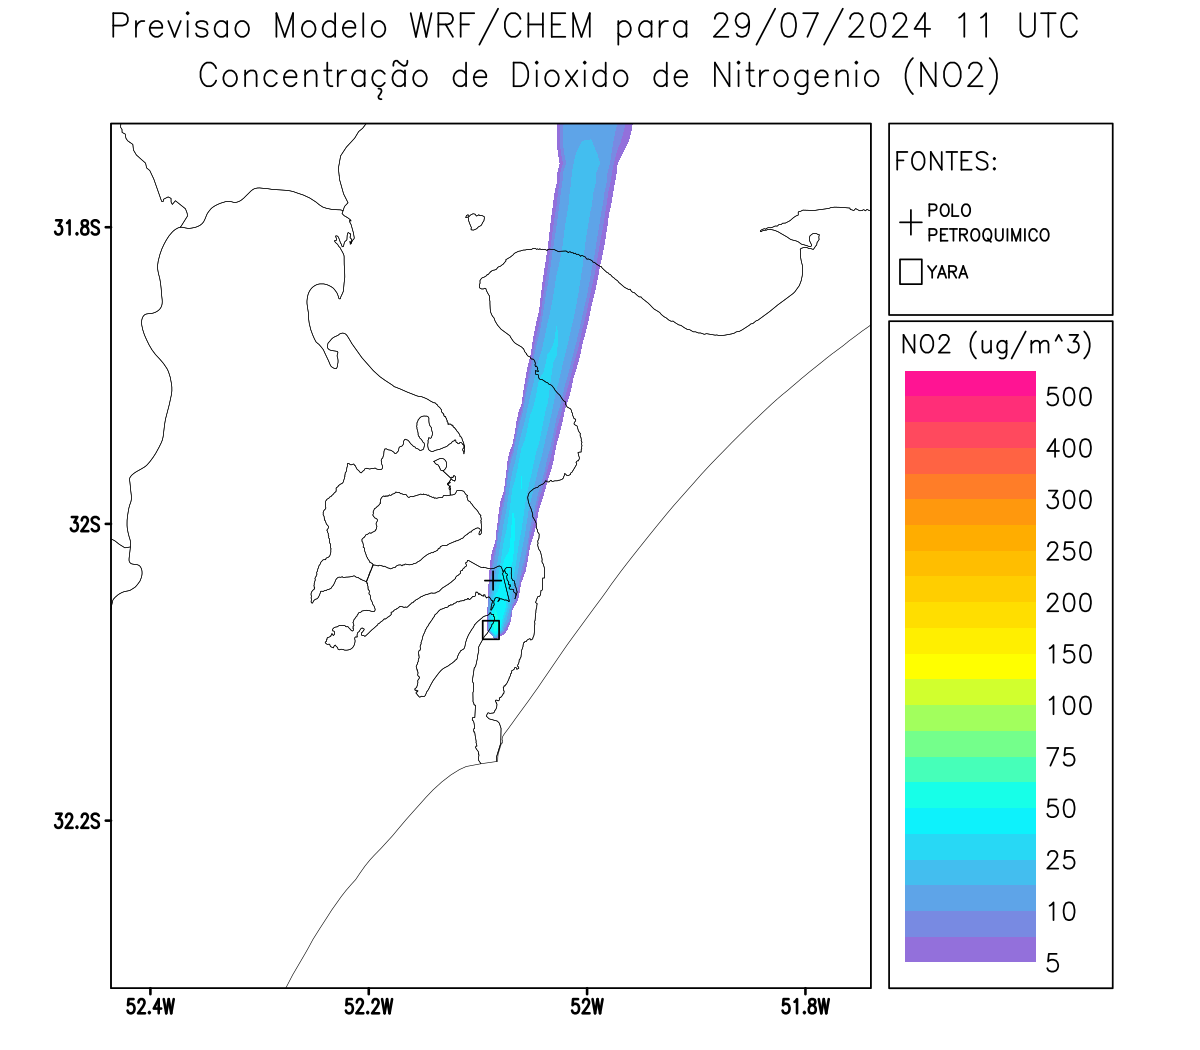 Previsao Modelo WRF/CHEM para 29/07/2024 11 UTC
Concentração de Dioxido de Nitrogenio (NO2)
FONTES:
POLO
PETROQUIMICO
YARA
NO2 (ug/m^3)
500
400
300
250
200
150
100
75
50
25
10
5
31.8S
32S
32.2S
52.4W
52.2W
52W
51.8W